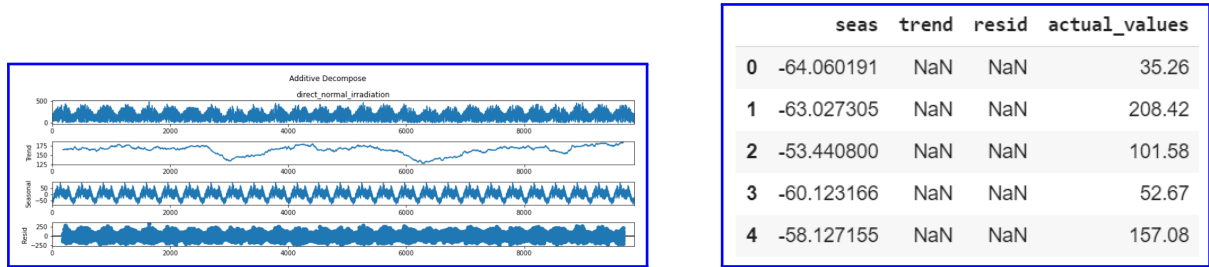 Additive Decompose
direct_normal_irradiation
500
0
0 2000 4000 6000 8000
Trend
175
150
125
0 2000 4000 6000 8000
Seasonal
50
0
−50
0 2000 4000 6000 8000
Resid
250
0
−250
0 2000 4000 6000 8000
seas trend resid actual_values
0 -64.060191 NaN NaN 35.26
1 -63.027305 NaN NaN 208.42
2 -53.440800 NaN NaN 101.58
3 -60.123166 NaN NaN 52.67
4 -58.127155 NaN NaN 157.08